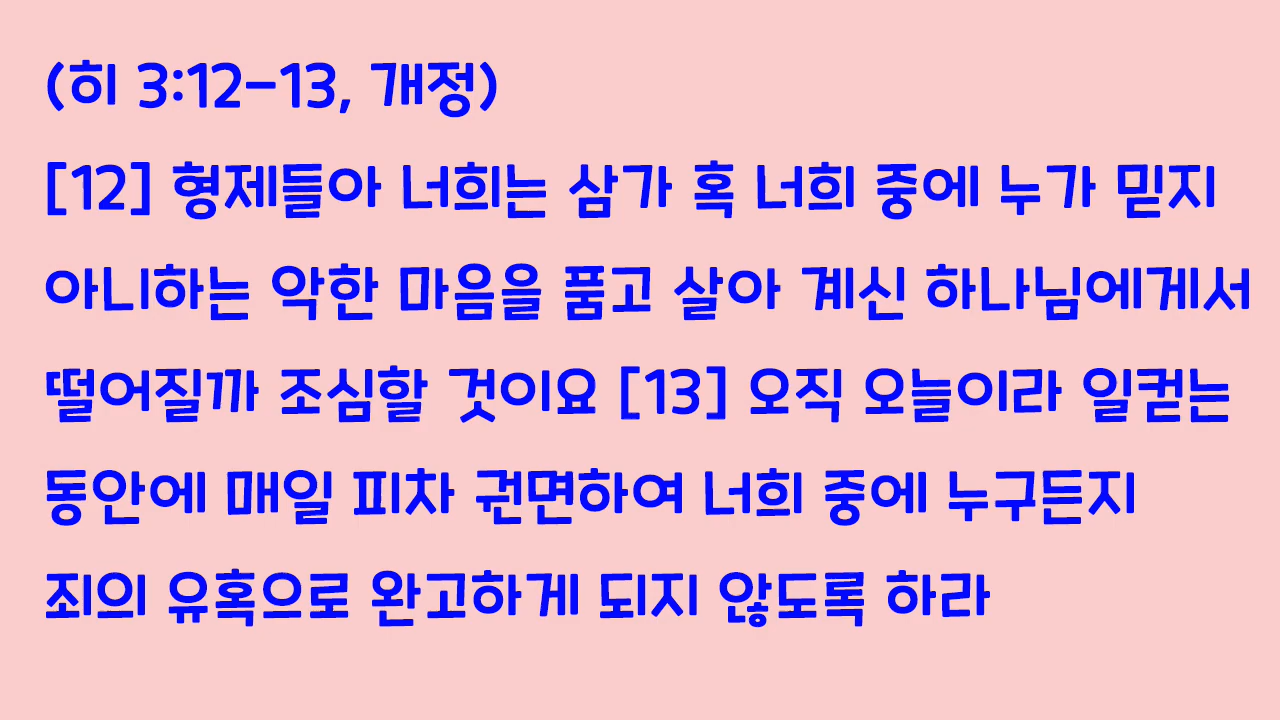 (히 3:12-13, 개정)
[12] 형제들아 너희는 삼가 혹 너희 중에 누가 믿지
아니하는 악한 마음을 품고 살아 계신 하나님에게서
떨어질까 조심할 것이요 [13] 오직 오늘이라 일컫는
동안에 매일 피차 권면하여 너희 중에 누구든지
죄의 유혹으로 완고하게 되지 않도록 하라